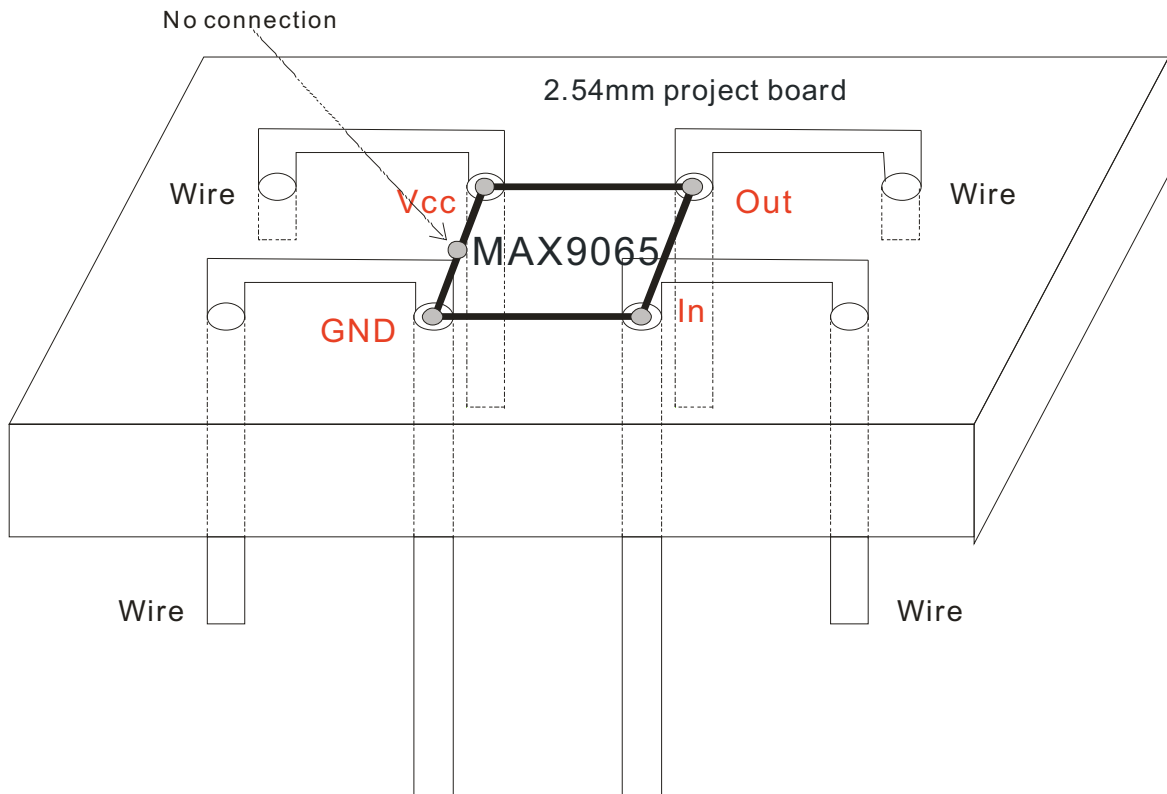 No connection
2.54mm project board
Wire
Vcc
Out
Wire
MAX9065
GND
In
Wire
Wire